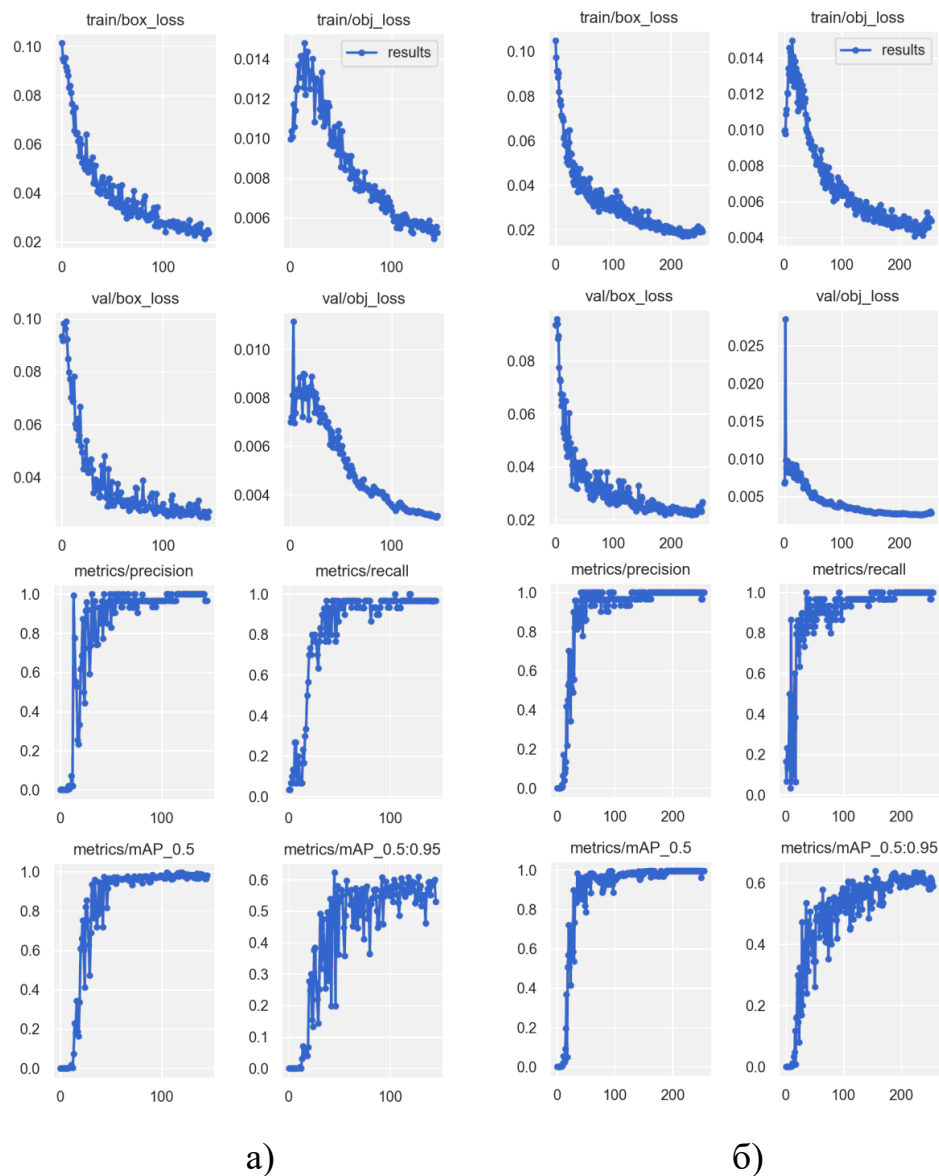 train/box_loss train/obj_loss train/box_loss train/obj_loss
results results
0.10 0.014 0.10 0.014
0.08 0.012 0.08 0.012
0.06 0.010 0.06 0.010
0.04 0.008 0.04 0.008
0.02 0.006 0.02 0.006
0.004
0 100 0 100 0 100 200 0 100 200
val/box_loss val/obj_loss val/box_loss val/obj_loss
0.10 0.010 0.08 0.025
0.08 0.008 0.06 0.020
0.06 0.006 0.04 0.015
0.04 0.004 0.02 0.010
0.005
0 100 0 100 0 100 200 0 100 200
metrics/precision metrics/recall metrics/precision metrics/recall
1.0 1.0 1.0 1.0
0.8 0.8 0.8 0.8
0.6 0.6 0.6 0.6
0.4 0.4 0.4 0.4
0.2 0.2 0.2 0.2
0.0 0.0 0.0 0.0
0 100 0 100 0 100 200 0 100 200
metrics/mAP_0.5 metrics/mAP_0.5:0.95 metrics/mAP_0.5 metrics/mAP_0.5:0.95
1.0 0.6 1.0 0.6
0.8 0.5 0.8 0.4
0.6 0.4 0.6 0.2
0.4 0.3 0.4 0.0
0.2 0.2 0.2
0.0 0.1 0.0
0.0
0 100 0 100 0 100 200 0 100 200
а) б)